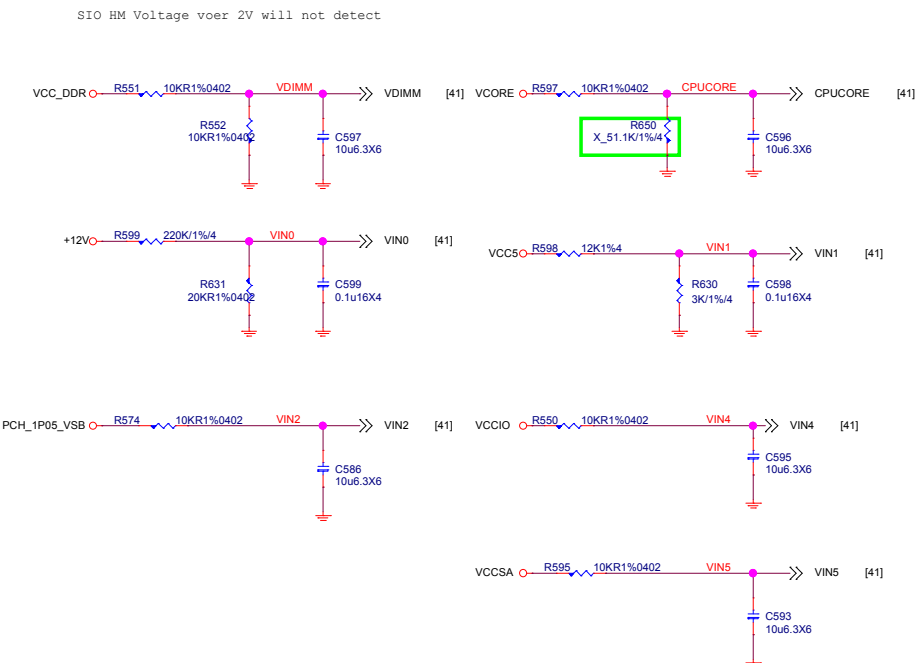 SIO HM Voltage voer 2V will not detect
VCC_DDR R551 10KR1%0402 VDIMM VDIMM [41]
R552
10KR1%0402
C597
10u6.3X6
VCORE R597 10KR1%0402 CPUCORE CPUCORE [41]
R650
X_51.1K/1%/4
C596
10u6.3X6
+12V R599 220K/1%/4 VIN0 VIN0 [41]
R631
20KR1%0402
C599
0.1u16X4
VCC5 R598 12K1%4 VIN1 VIN1 [41]
R630
3K/1%/4
C598
0.1u16X4
PCH_1P05_VSB R574 10KR1%0402 VIN2 VIN2 [41]
C586
10u6.3X6
VCCIO R550 10KR1%0402 VIN4 VIN4 [41]
C595
10u6.3X6
VCCSA R595 10KR1%0402 VIN5 VIN5 [41]
C593
10u6.3X6